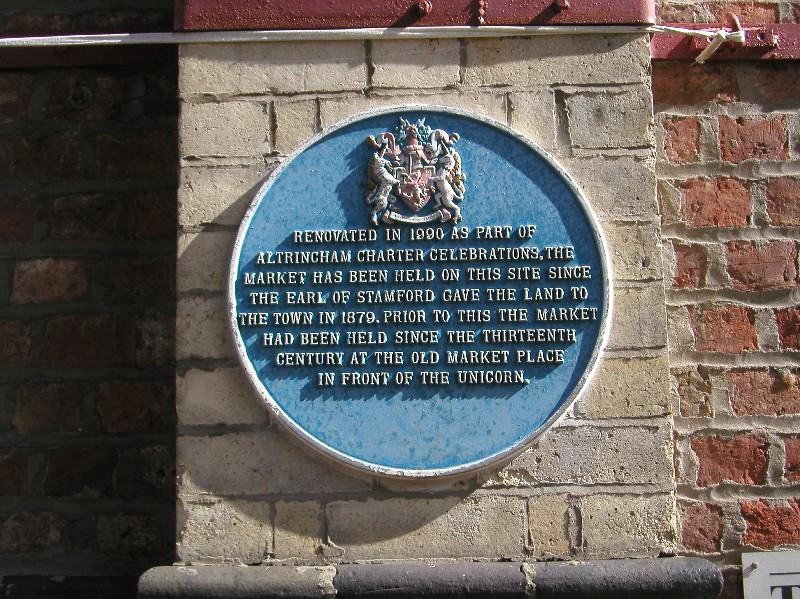 RENOVATED IN 1990 AS PART OF
ALTRINCHAM CHARTER CELEBRATIONS, THE
MARKET HAS BEEN HELD ON THIS SITE SINCE
THE EARL OF STAMFORD GAVE THE LAND TO
THE TOWN IN 1879. PRIOR TO THIS THE MARKET
HAD BEEN HELD SINCE THE THIRTEENTH
CENTURY AT THE OLD MARKET PLACE
IN FRONT OF THE UNICORN.